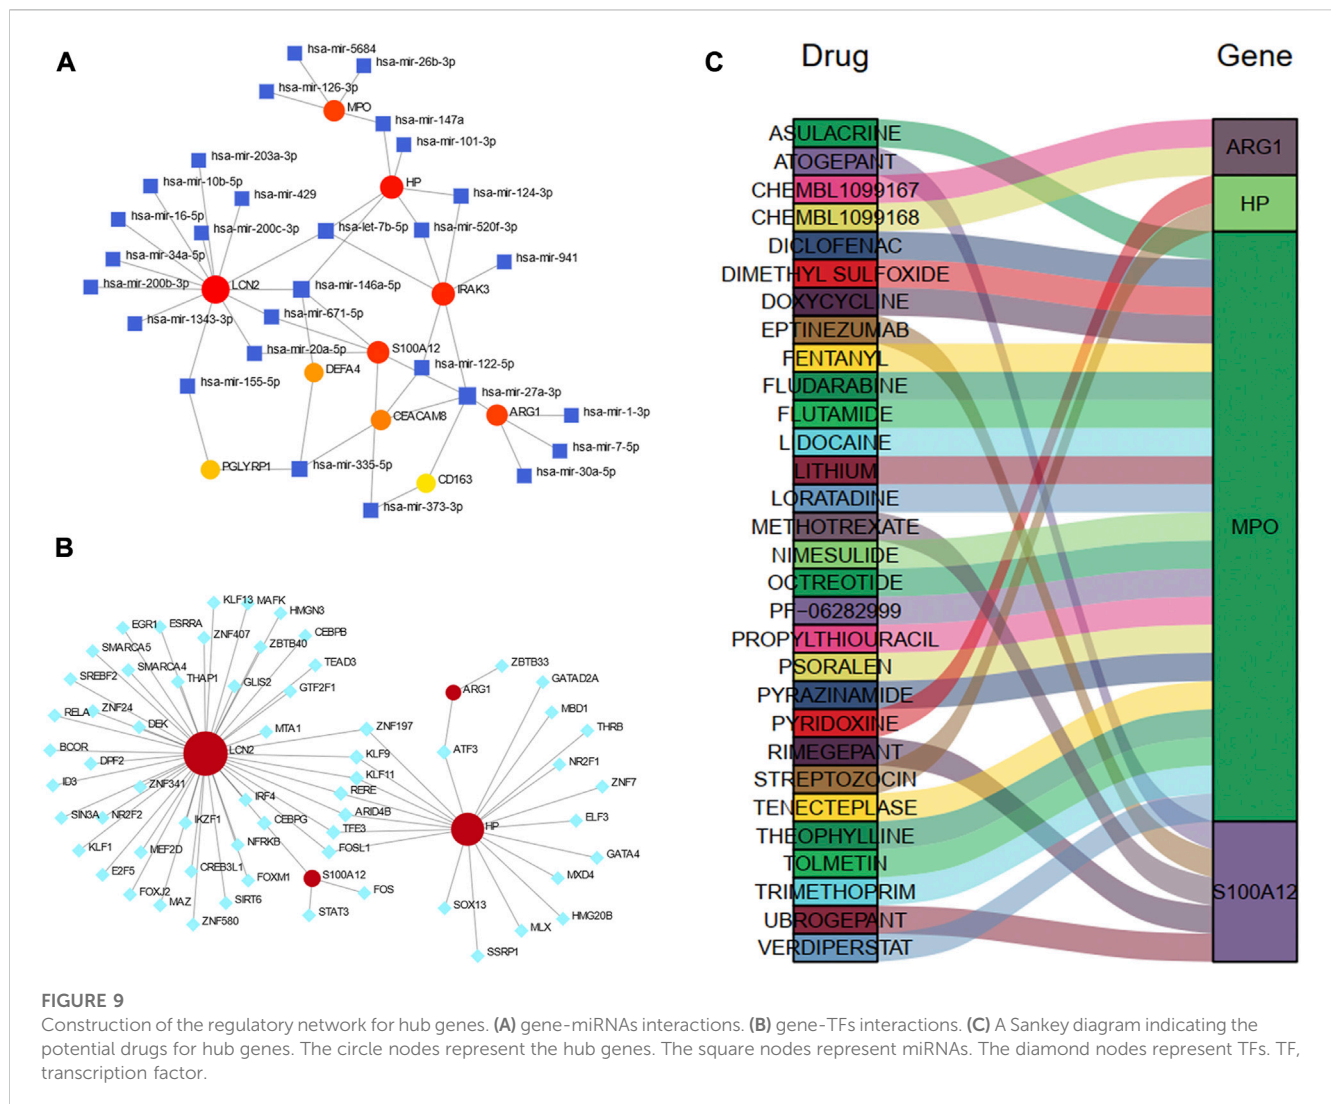 A
hsa-mir-5684
hsa-mir-26b-3p
hsa-mir-126-3p
MPO
hsa-mir-147a
hsa-mir-101-3p
hsa-mir-203a-3p
hsa-mir-10b-5p
HP
hsa-mir-429
hsa-mir-124-3p
hsa-mir-16-5p
hsa-mir-200c-3p
hsa-let-7b-5p
hsa-mir-520f-3p
hsa-mir-34a-5p
hsa-mir-941
hsa-mir-200b-3p
LCN2
hsa-mir-146a-5p
IRAK3
hsa-mir-1343-3p
hsa-mir-671-5p
hsa-mir-20a-5p
S100A12
hsa-mir-122-5p
DEFA4
hsa-mir-155-5p
hsa-mir-27a-3p
CEACAM8
ARG1
hsa-mir-1-3p
hsa-mir-7-5p
PGLYRP1
hsa-mir-335-5p
hsa-mir-30a-5p
CD163
hsa-mir-373-3p
B
KLF13
MAFK
HMGN3
EGR1
ESRRA
ZNF407
CEBPB
SMARCA5
ZBTB40
SMARCA4
TEAD3
SREBF2
THAP1
GLIS2
GTF2F1
RELA
ZNF24
DEK
MTA1
ZNF197
BCOR
LCN2
DPF2
KLF9
ID3
ZNF341
KLF11
RERE
IRF4
SIN3A
NR2F2
IKZF1
CEBPG
ARID4B
TFE3
KLF1
MEF2D
NFRKB
FOSL1
E2F5
CREB3L1
FOXM1
S100A12
FOXJ2
MAZ
SIRT6
FOS
ZNF580
STAT3
ARG1
ZBTB33
GATAD2A
MBD1
THRB
ATF3
NR2F1
ZNF7
HP
ELF3
GATA4
MXD4
SOX13
HMG20B
MLX
SSRP1
C
Drug
Gene
ASULACRINE
ATOGEPANT
CHEMBL1099167
CHEMBL1099168
DICLOFENAC
DIMETHYL SULFOXIDE
DOXYCYCLINE
EPTINEZUMAB
FENTANYL
FLUDARABINE
FLUTAMIDE
LIDOCAINE
LITHIUM
LORATADINE
METHOTREXATE
NIMESULIDE
OCTREOTIDE
PF-06282999
PROPYLTHIOURACIL
PSORALEN
PYRAZINAMIDE
PYRIDOXINE
RIMEGEPANT
STREPTOZOCIN
TENECTEPLASE
THEOPHYLLINE
TOLMETIN
TRIMETHOPRIM
UBROGEPANT
VERDIPERSTAT
ARG1
HP
MPO
S100A12
FIGURE 9
Construction of the regulatory network for hub genes. (A) gene-miRNAs interactions. (B) gene-TFs interactions. (C) A Sankey diagram indicating the
potential drugs for hub genes. The circle nodes represent the hub genes. The square nodes represent miRNAs. The diamond nodes represent TFs. TF,
transcription factor.